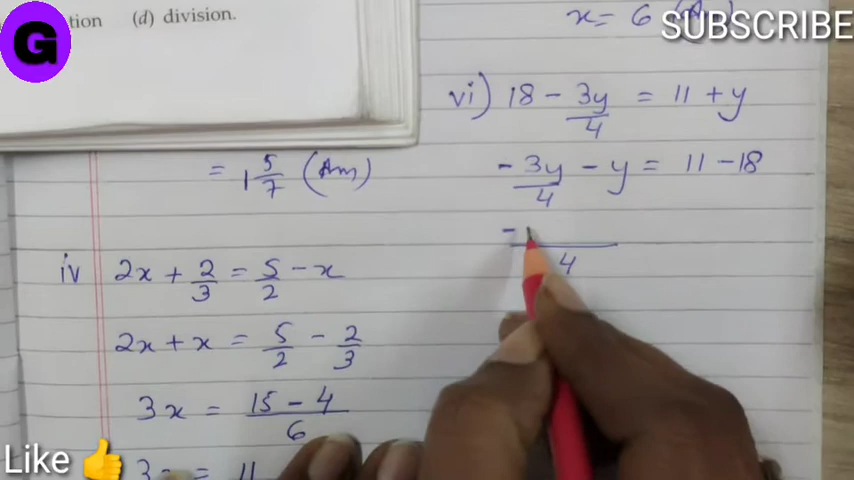 G
tion (d) division.
x = 6 (
SUBSCRIBE
vi) 18 - 3y/4 = 11 + y
= 1 5/7 (Ans)
- 3y/4 - y = 11 - 18
- /4
iv 2x + 2/3 = 5/2 - x
2x + x = 5/2 - 2/3
3x = 15 - 4/6
Like 👍
3x = 11